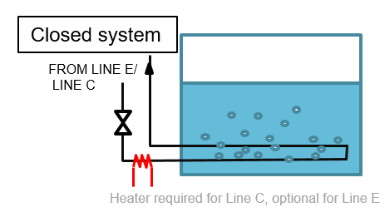 Closed system
FROM LINE E/
LINE C
Heater required for Line C, optional for Line E